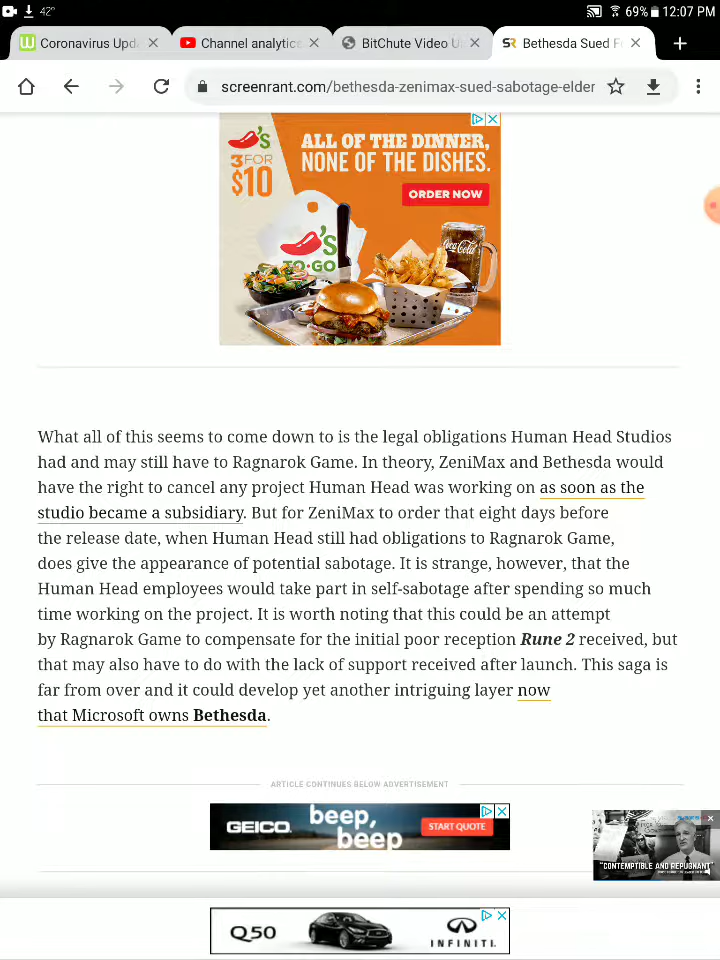 42°
69% 12:07 PM
Coronavirus Upd
Channel analytics
BitChute Video U
SR Bethesda Sued F
screenrant.com/bethesda-zenimax-sued-sabotage-elder
'S
3 FOR
$10
ALL OF THE DINNER,
NONE OF THE DISHES.
ORDER NOW
'S
TO-GO
Coca-Cola
What all of this seems to come down to is the legal obligations Human Head Studios
had and may still have to Ragnarok Game. In theory, ZeniMax and Bethesda would
have the right to cancel any project Human Head was working on as soon as the
studio became a subsidiary. But for ZeniMax to order that eight days before
the release date, when Human Head still had obligations to Ragnarok Game,
does give the appearance of potential sabotage. It is strange, however, that the
Human Head employees would take part in self-sabotage after spending so much
time working on the project. It is worth noting that this could be an attempt
by Ragnarok Game to compensate for the initial poor reception Rune 2 received, but
that may also have to do with the lack of support received after launch. This saga is
far from over and it could develop yet another intriguing layer now
that Microsoft owns Bethesda.
ARTICLE CONTINUES BELOW ADVERTISEMENT
GEICO
beep,
beep
START QUOTE
"CONTEMPTIBLE AND REPUGNANT"
Q50
INFINITI.